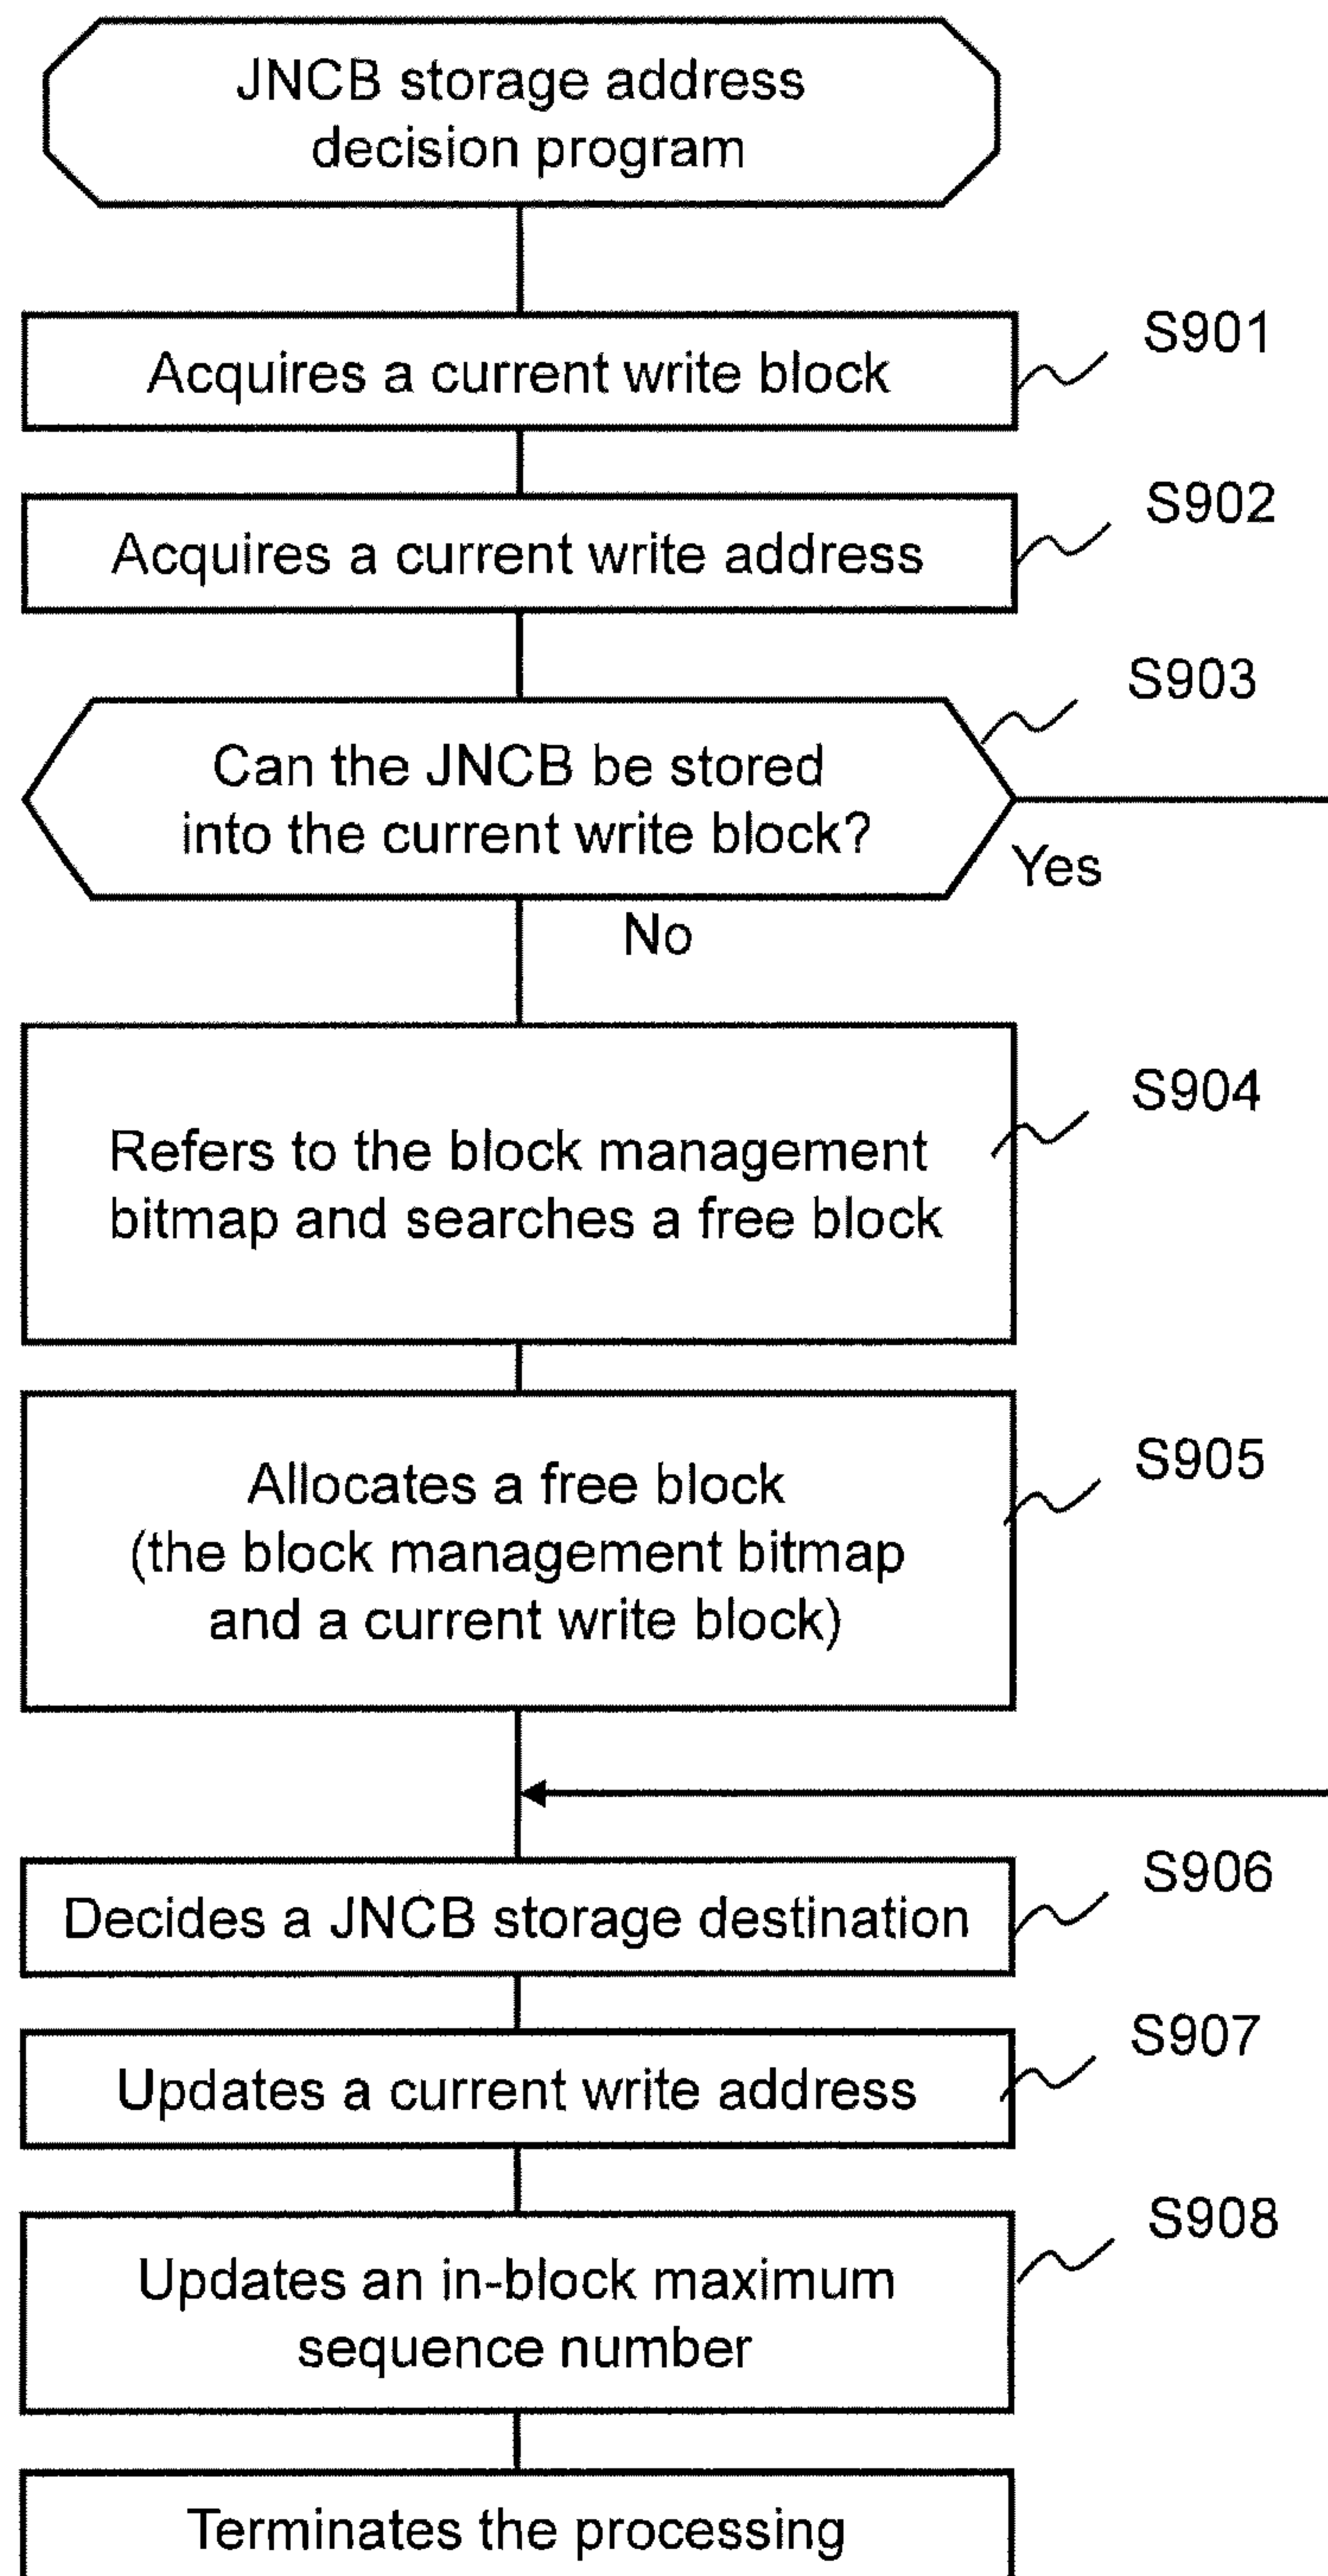 JNCB storage address
decision program
S901
Acquires a current write block
S902
Acquires a current write address
S903
Can the JNCB be stored
into the current write block?
Yes
No
S904
Refers to the block management
bitmap and searches a free block
S905
Allocates a free block
(the block management bitmap
and a current write block)
S906
Decides a JNCB storage destination
S907
Updates a current write address
S908
Updates an in-block maximum
sequence number
Terminates the processing